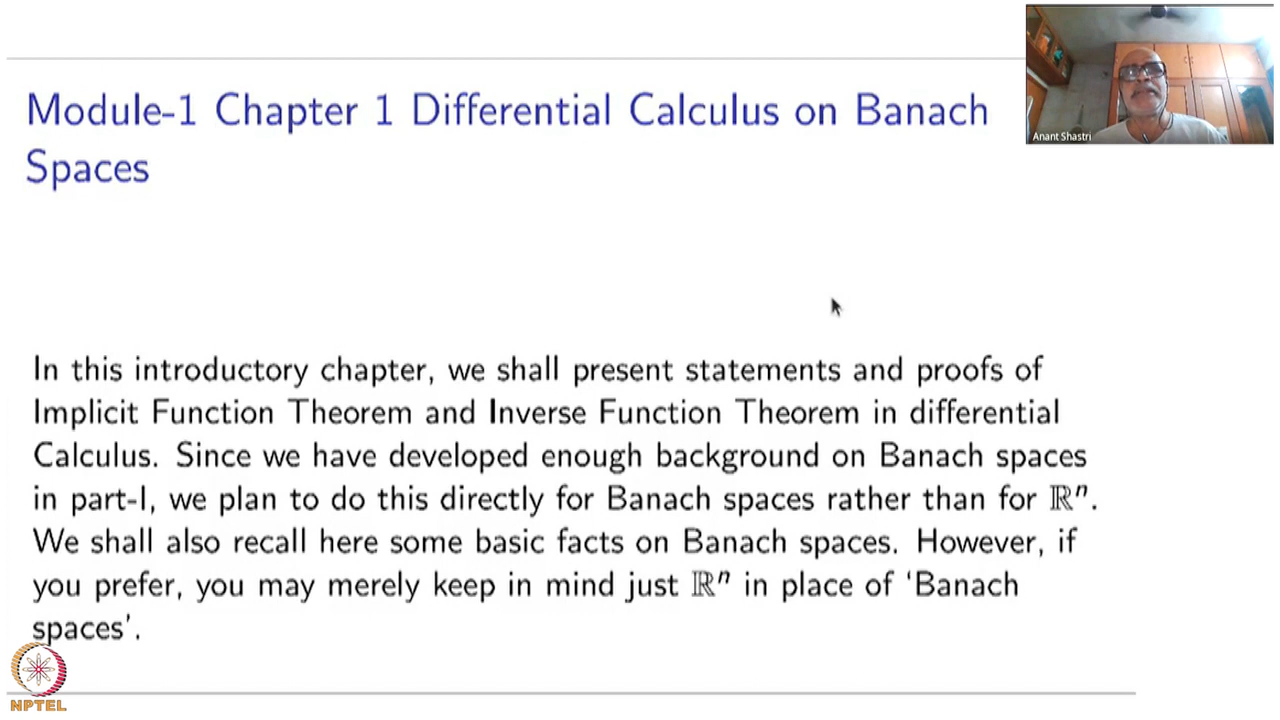 Module-1 Chapter 1 Differential Calculus on Banach
Spaces
Anant Shastri
In this introductory chapter, we shall present statements and proofs of
Implicit Function Theorem and Inverse Function Theorem in differential
Calculus. Since we have developed enough background on Banach spaces
in part-I, we plan to do this directly for Banach spaces rather than for ℝⁿ.
We shall also recall here some basic facts on Banach spaces. However, if
you prefer, you may merely keep in mind just ℝⁿ in place of ‘Banach
spaces’.
NPTEL